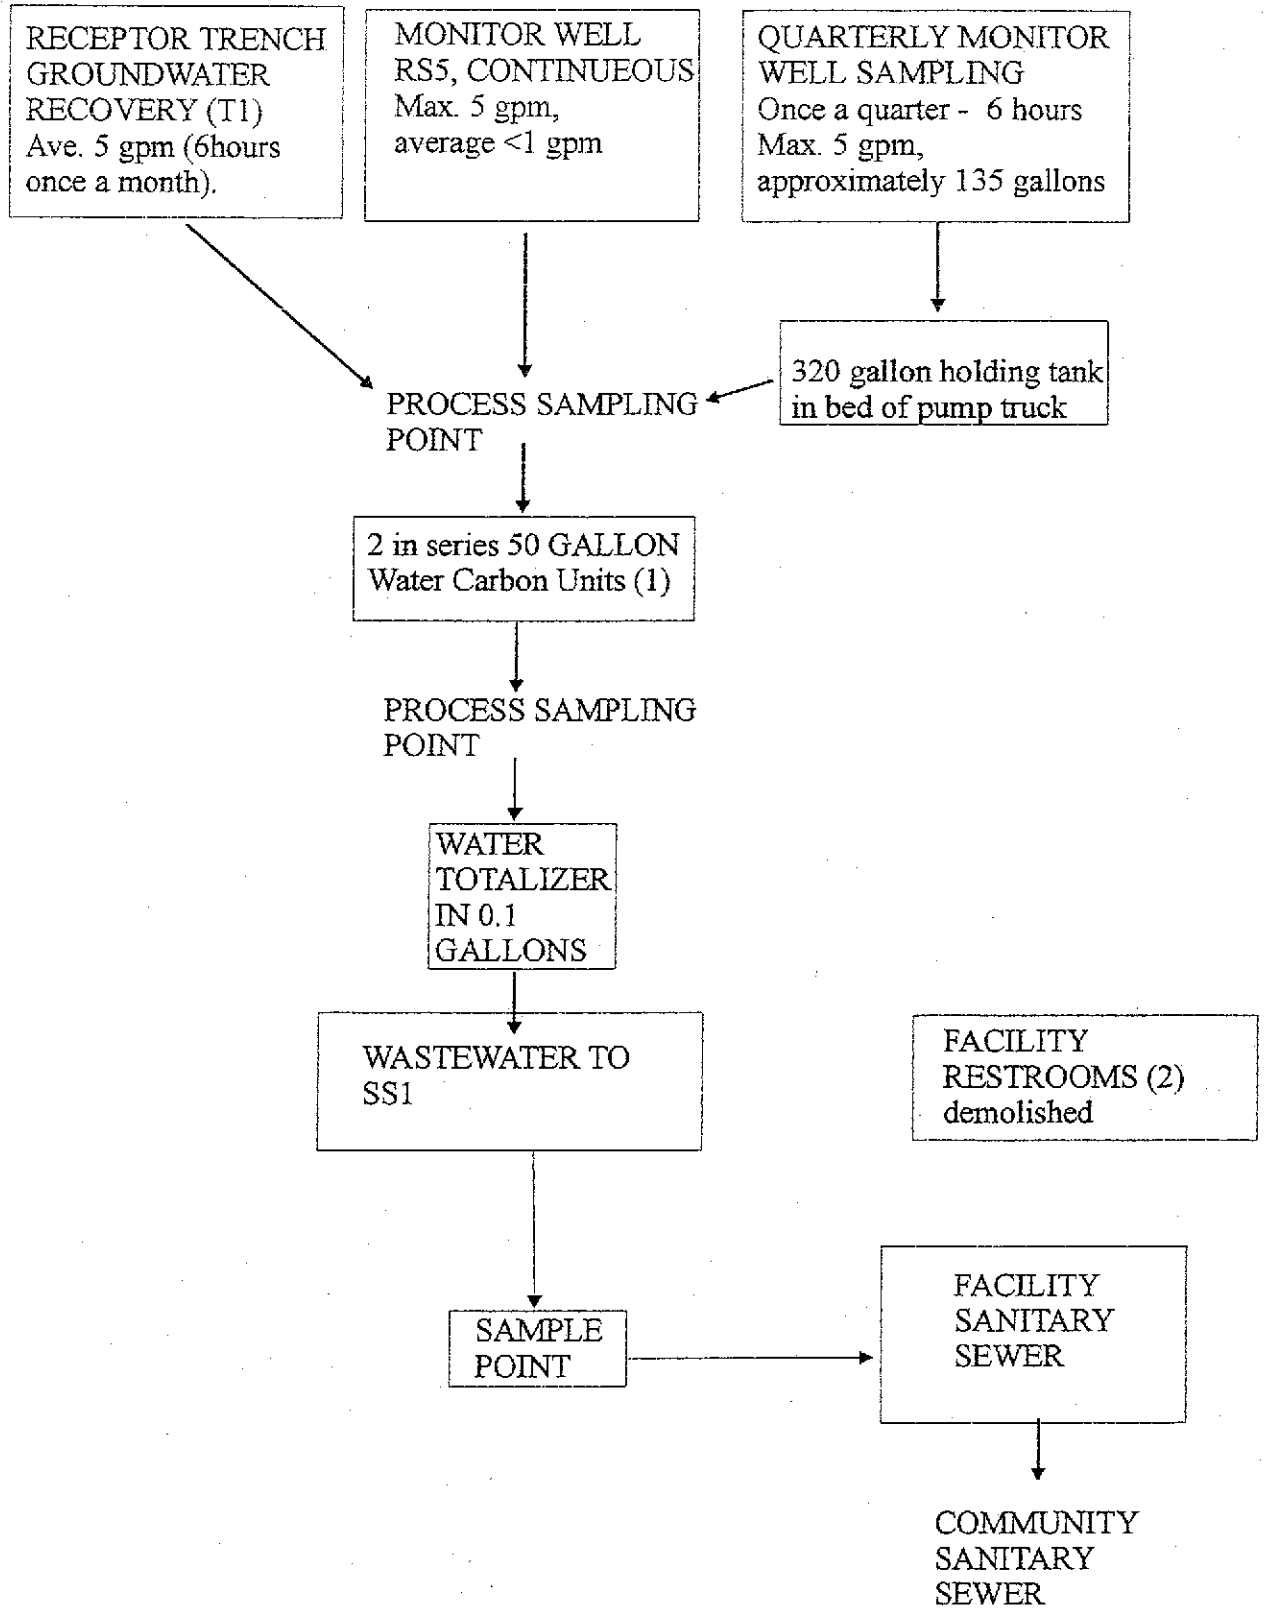 RECEPTOR TRENCH
GROUNDWATER
RECOVERY (T1)
Ave. 5 gpm (6hours
once a month).
MONITOR WELL
RS5, CONTINUEOUS
Max. 5 gpm,
average <1 gpm
QUARTERLY MONITOR
WELL SAMPLING
Once a quarter - 6 hours
Max. 5 gpm,
approximately 135 gallons
320 gallon holding tank
in bed of pump truck
PROCESS SAMPLING
POINT
2 in series 50 GALLON
Water Carbon Units (1)
PROCESS SAMPLING
POINT
WATER
TOTALIZER
IN 0.1
GALLONS
WASTEWATER TO
SS1
FACILITY
RESTROOMS (2)
demolished
SAMPLE
POINT
FACILITY
SANITARY
SEWER
COMMUNITY
SANITARY
SEWER